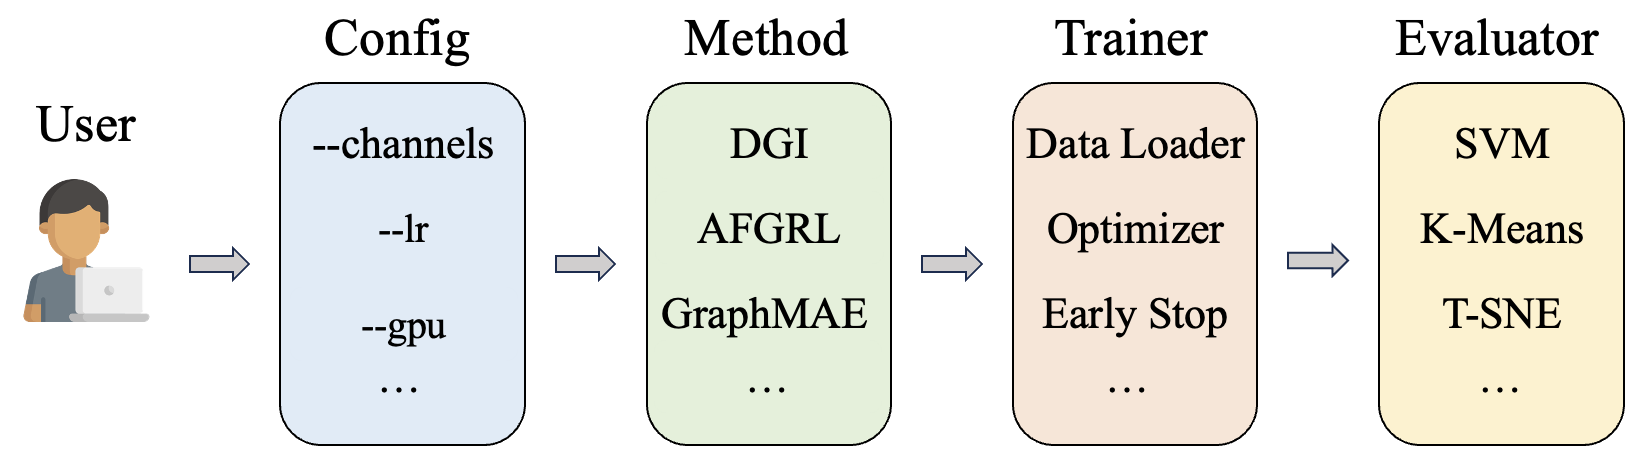 User
Config
--channels
--lr
--gpu
…
Method
DGI
AFGRL
GraphMAE
…
Trainer
Data Loader
Optimizer
Early Stop
…
Evaluator
SVM
K-Means
T-SNE
…